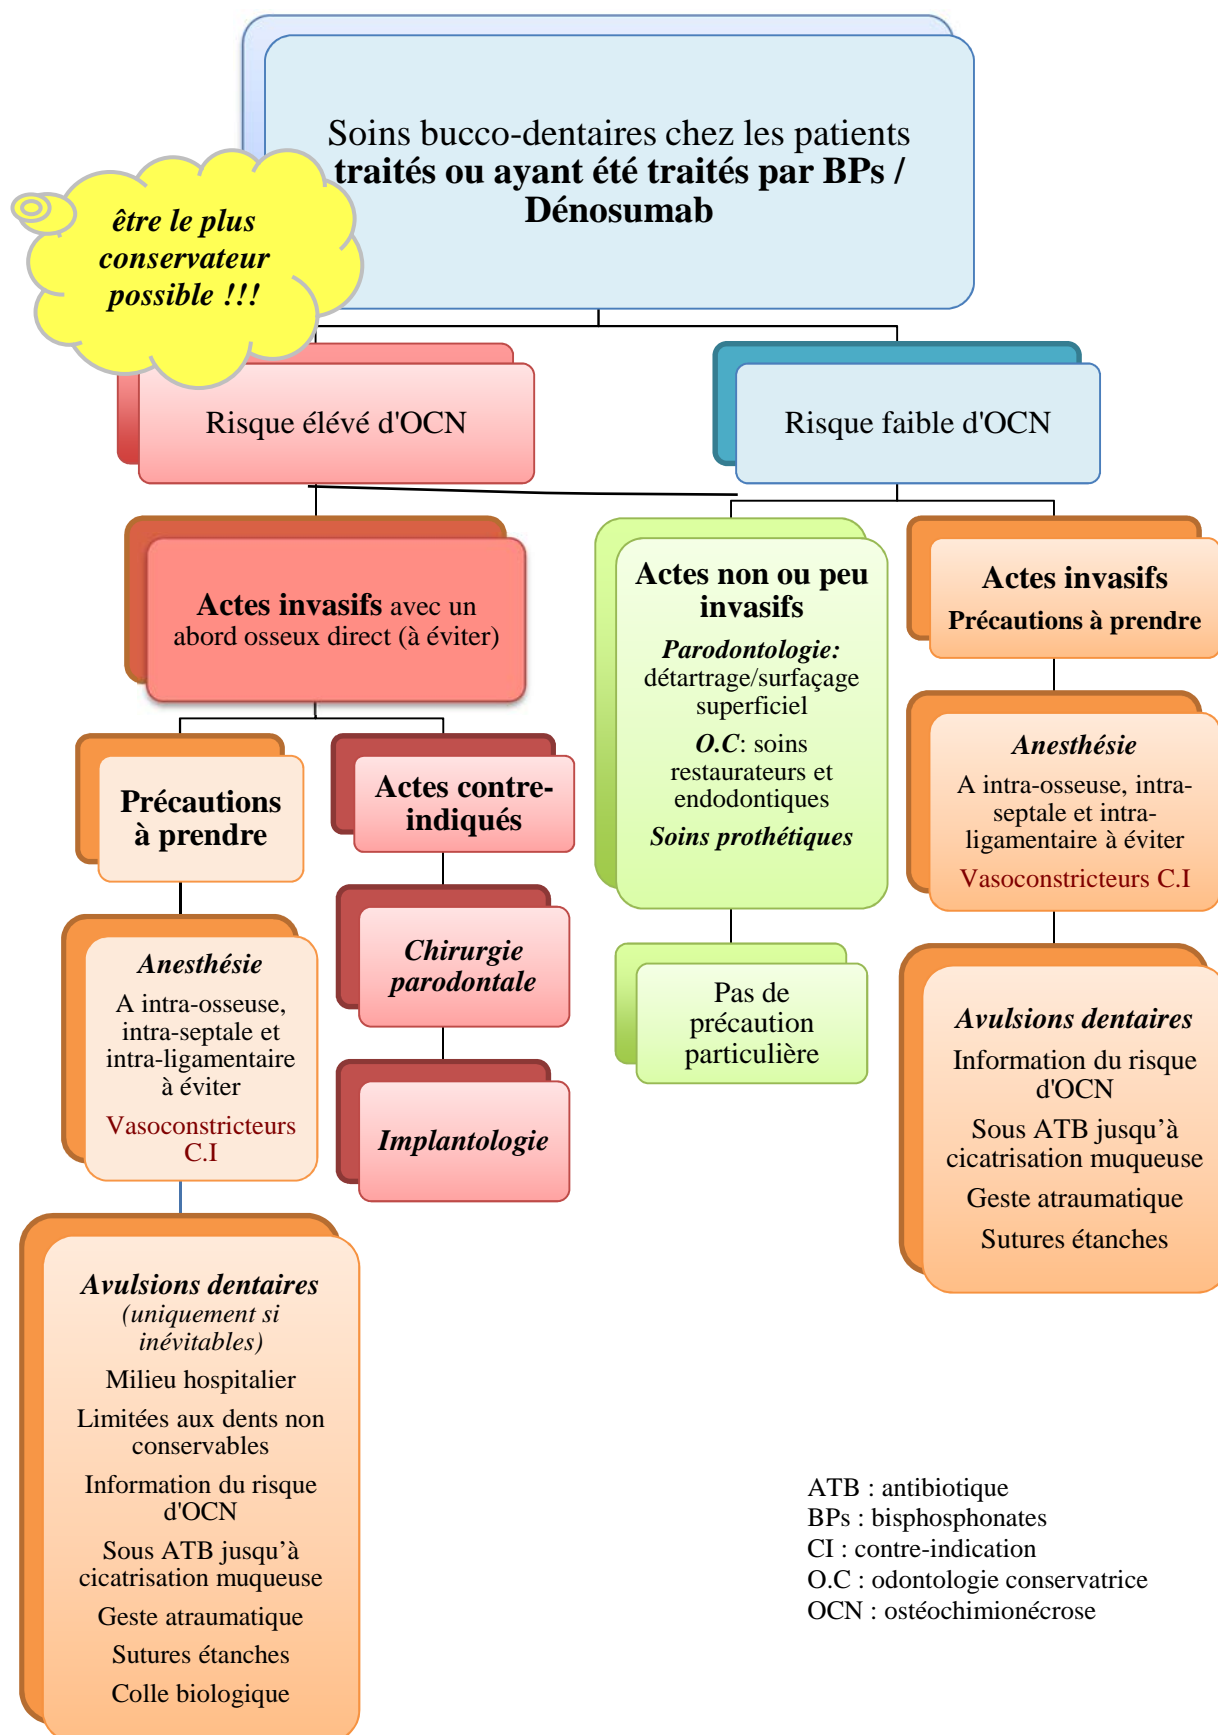 Soins bucco-dentaires chez les patients
traités ou ayant été traités par BPs /
Dénosumab
être le plus
conservateur
possible !!!
Risque élévé d'OCN
Risque faible d'OCN
Actes invasifs avec un
abord osseux direct (à éviter)
Précautions
à prendre
Anesthésie
A intra-osseuse,
intra-septale et
intra-ligamentaire
à éviter
Vasoconstricteurs
C.I
Avulsions dentaires
(uniquement si
inévitables)
Milieu hospitalier
Limitées aux dents non
conservables
Information du risque
d'OCN
Sous ATB jusqu’à
cicatrisation muqueuse
Geste atraumatique
Sutures étanches
Colle biologique
Actes contre-
indiqués
Chirurgie
parodontale
Implantologie
Actes non ou peu
invasifs
Parodontologie:
détartrage/surfaçage
superficiel
O.C: soins
restaurateurs et
endodontiques
Soins prothétiques
Pas de
précaution
particulière
Actes invasifs
Précautions à prendre
Anesthésie
A intra-osseuse, intra-
septale et intra-
ligamentaire à éviter
Vasoconstricteurs C.I
Avulsions dentaires
Information du risque
d'OCN
Sous ATB jusqu’à
cicatrisation muqueuse
Geste atraumatique
Sutures étanches
ATB : antibiotique
BPs : bisphosphonates
CI : contre-indication
O.C : odontologie conservatrice
OCN : ostéochimionécrose